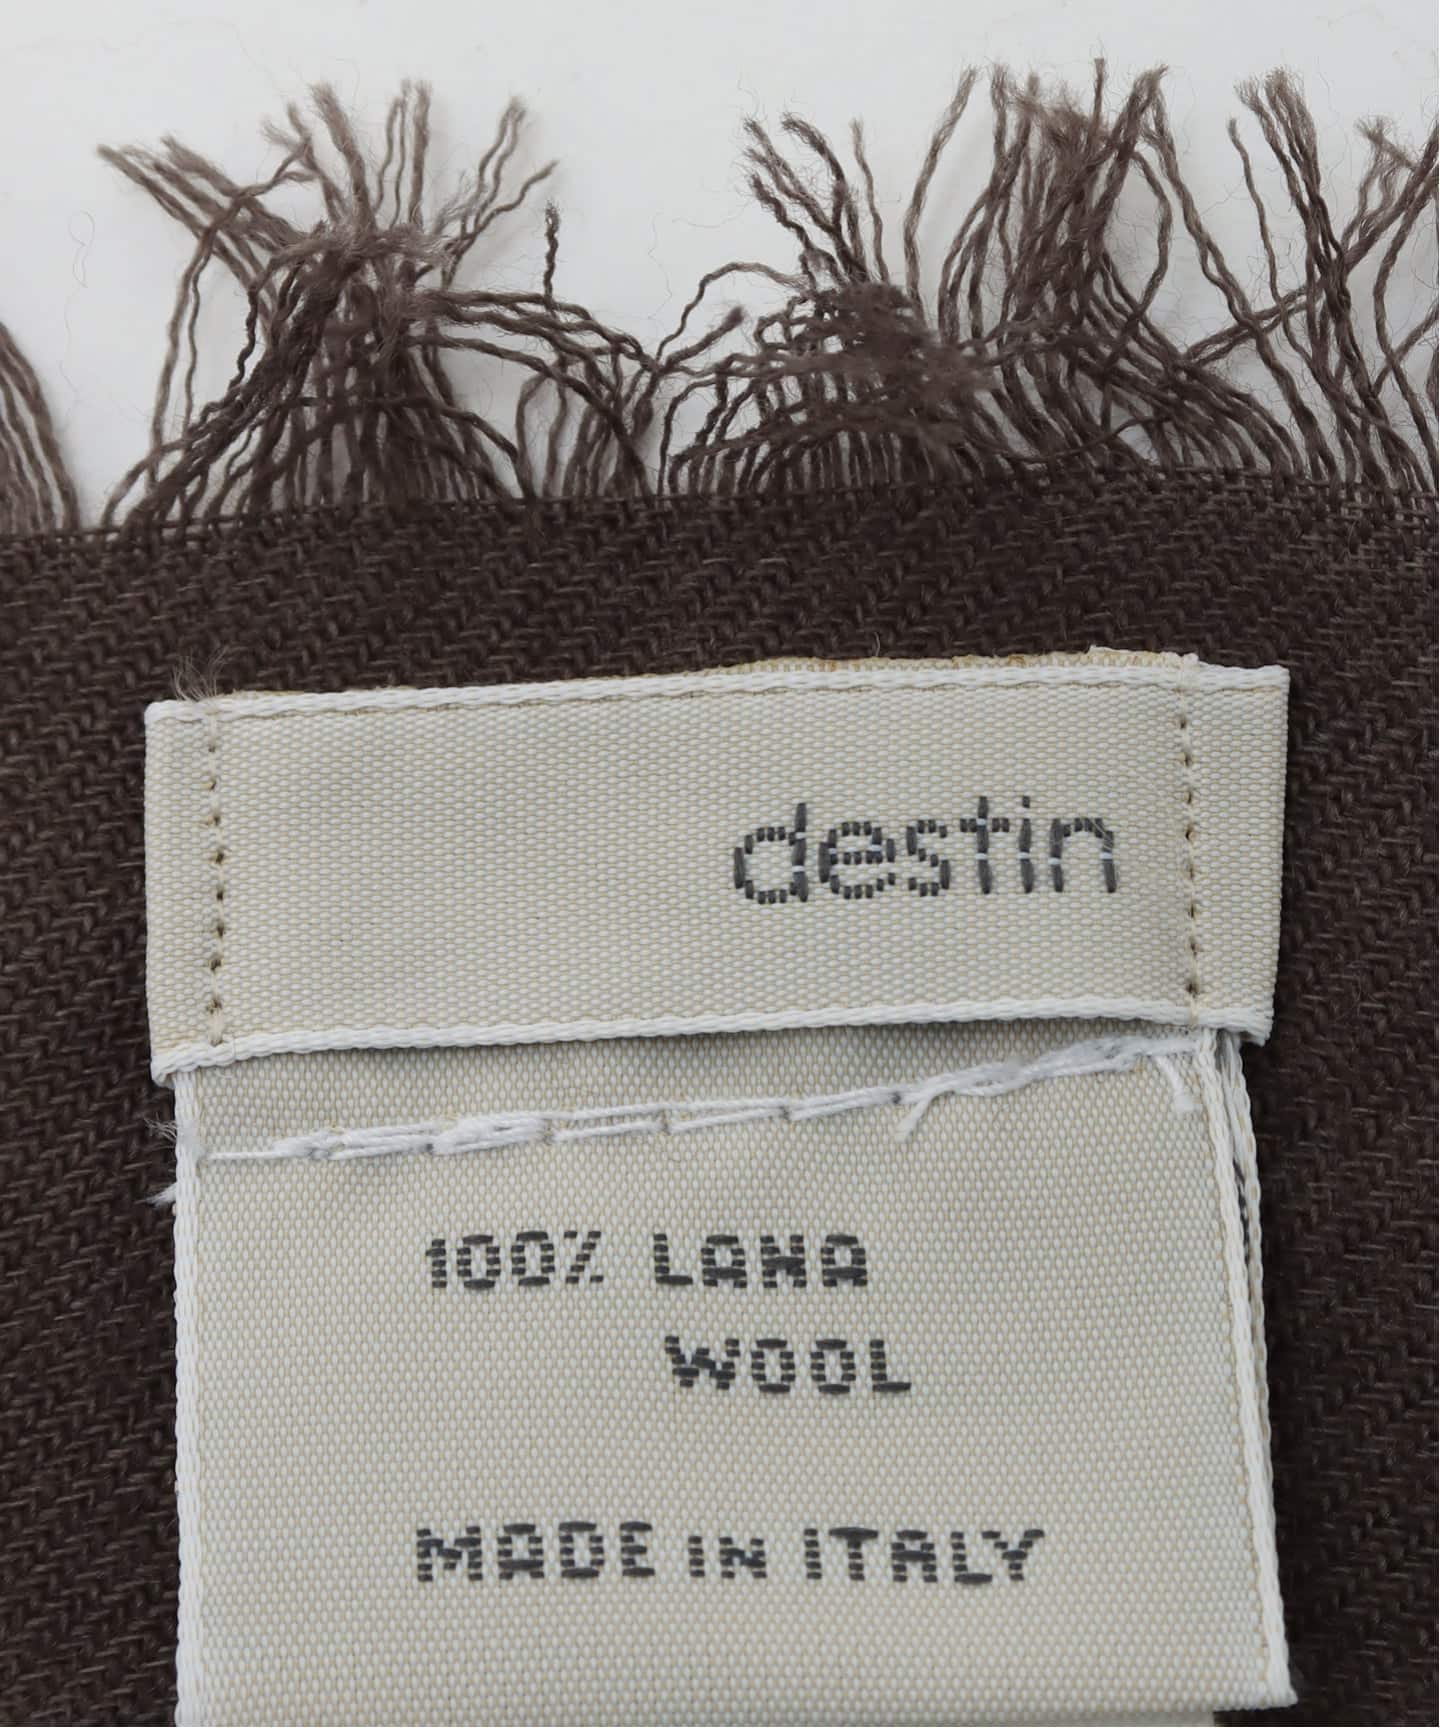 destin
100% LANA
WOOL
MADE IN ITALY